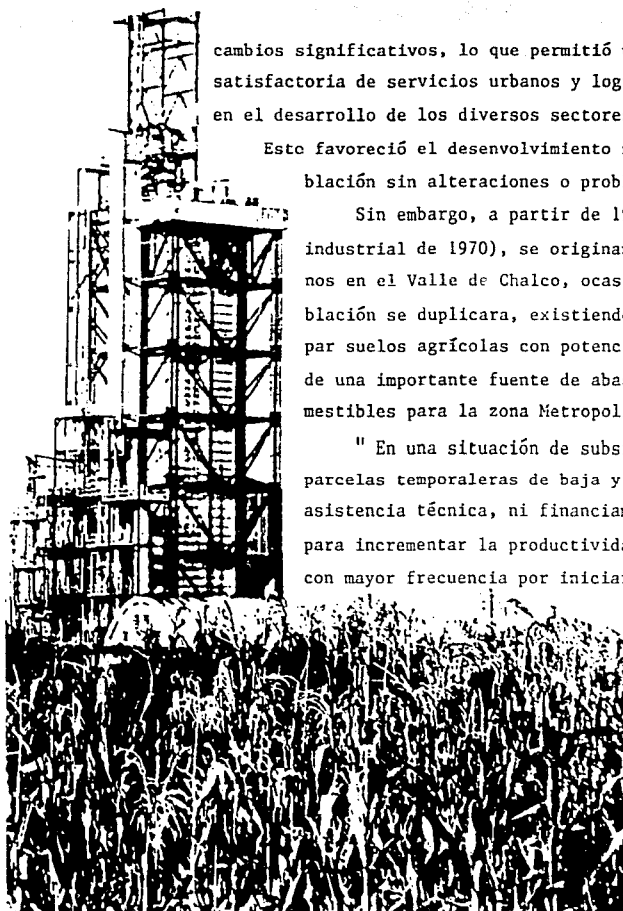 cambios significativos, lo que permitió
satisfactoria de servicios urbanos y log
en el desarrollo de los diversos sectore
Esto favoreció el desenvolvimiento
blación sin alteraciones o prob
Sin embargo, a partir de 1
industrial de 1970), se origina
nos en el Valle de Chalco, ocas
blación se duplicara, existiend
par suelos agrícolas con potenc
de una importante fuente de aba
mestibles para la zona Metropol
" En una situación de subs
parcelas temporaleras de baja y
asistencia técnica, ni financia
para incrementar la productivida
con mayor frecuencia por inicia